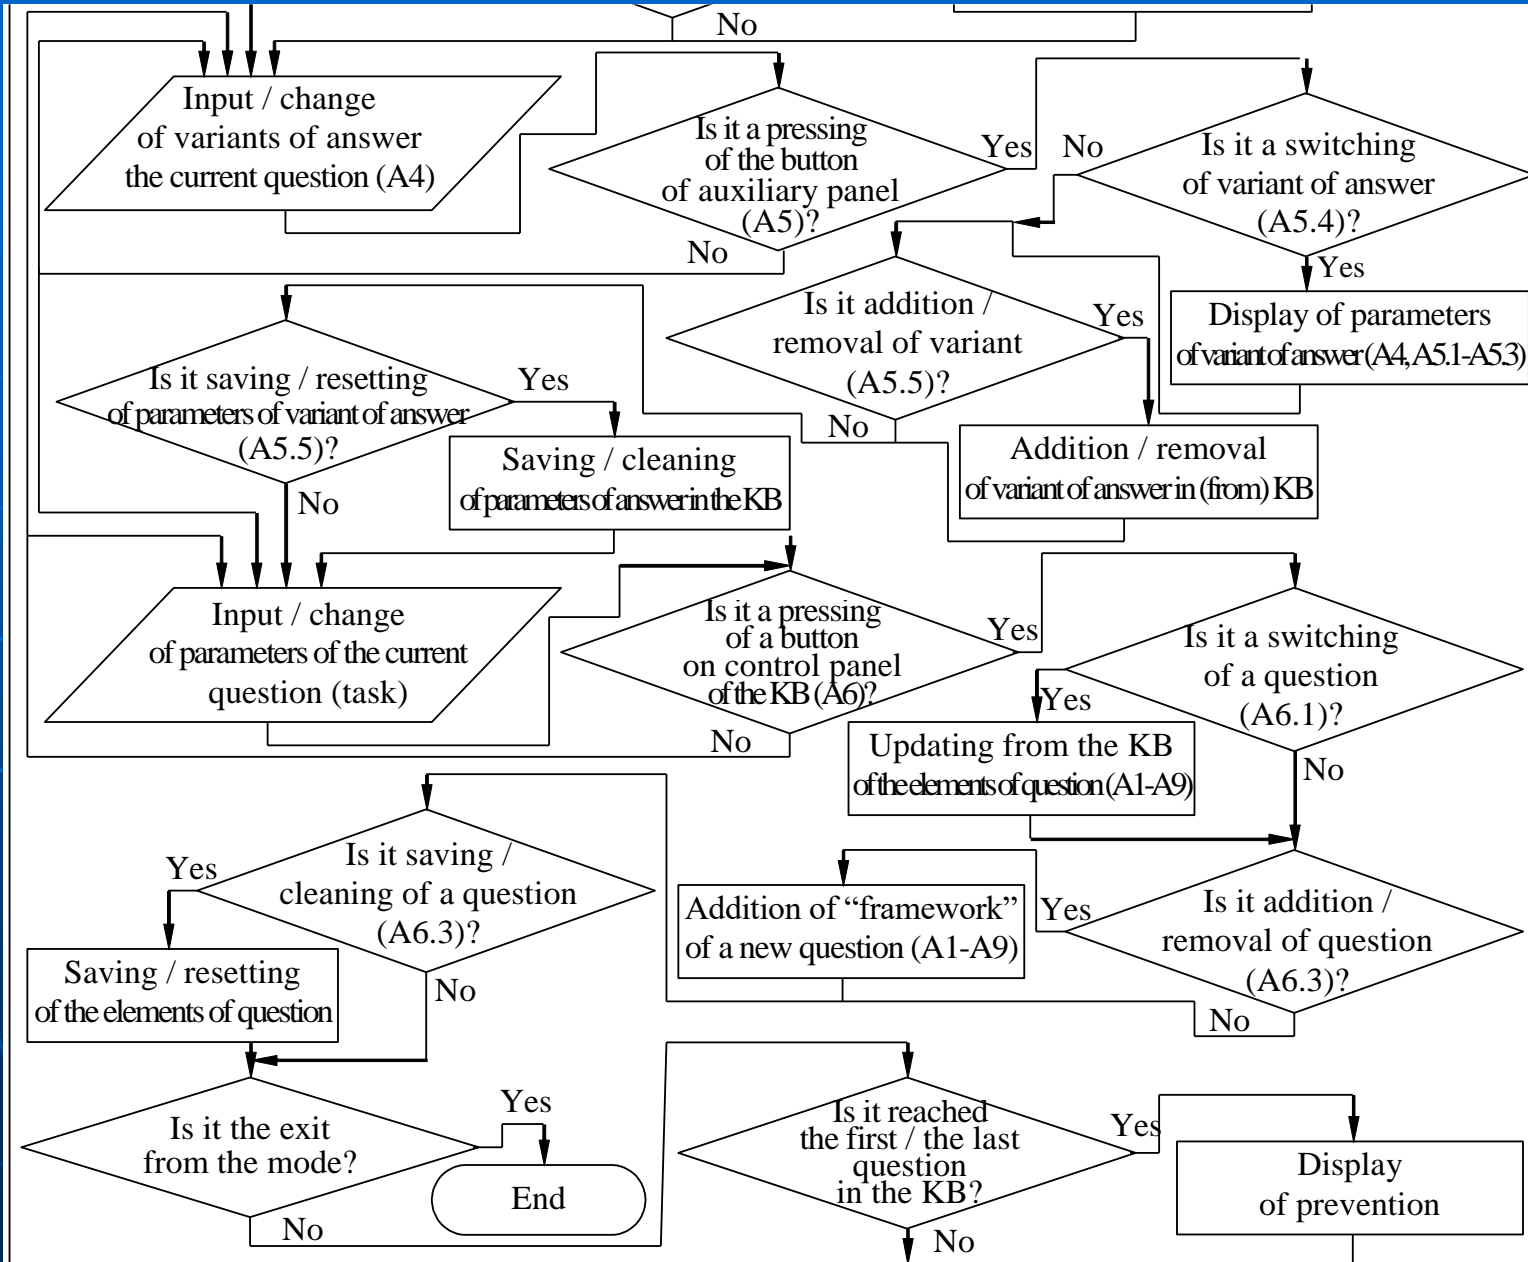 No
Input / change
of variants of answer
the current question (A4)
Is it a pressing
of the button
of auxiliary panel
(A5)?
Yes
No
No
Is it a switching
of variant of answer
(A5.4)?
Yes
Display of parameters
of variant of answer (A4, A5.1-A5.3)
Is it addition /
removal of variant
(A5.5)?
Yes
No
Addition / removal
of variant of answer in (from) KB
Is it saving / resetting
of parameters of variant of answer
(A5.5)?
Yes
No
Saving / cleaning
of parameters of answer in the KB
Input / change
of parameters of the current
question (task)
Is it a pressing
of a button
on control panel
of the KB (A6)?
Yes
No
Is it a switching
of a question
(A6.1)?
Yes
No
Updating from the KB
of the elements of question (A1-A9)
Is it saving /
cleaning of a question
(A6.3)?
Yes
No
Addition of “framework”
of a new question (A1-A9)
Yes
Is it addition /
removal of question
(A6.3)?
No
Saving / resetting
of the elements of question
Is it the exit
from the mode?
Yes
No
End
Is it reached
the first / the last
question
in the KB?
Yes
No
Display
of prevention